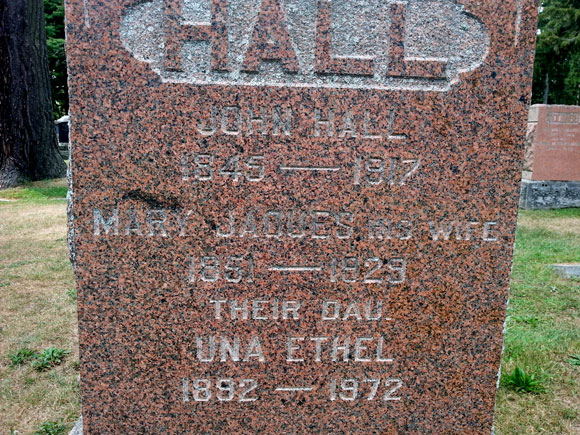 HALL
JOHN HALL
1845 — 1917
MARY JAQUES HIS WIFE
1851 — 1929
THEIR DAU.
UNA ETHEL
1892 — 1972